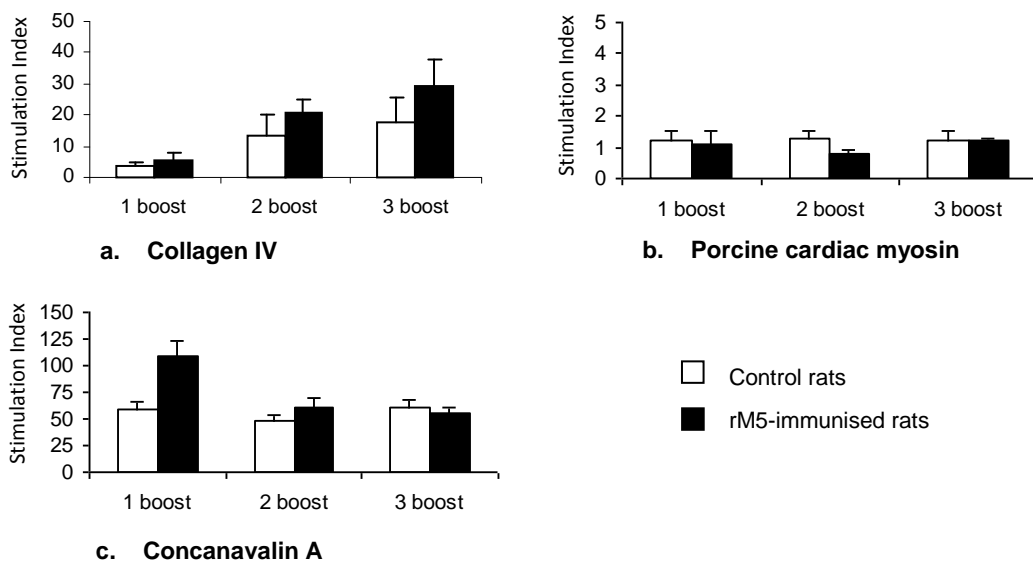 Stimulation Index
50
40
30
20
10
0
1 boost 2 boost 3 boost
a. Collagen IV
Stimulation Index
5
4
3
2
1
0
1 boost 2 boost 3 boost
b. Porcine cardiac myosin
Stimulation Index
150
125
100
75
50
25
0
1 boost 2 boost 3 boost
c. Concanavalin A
Control rats
rM5-immunised rats